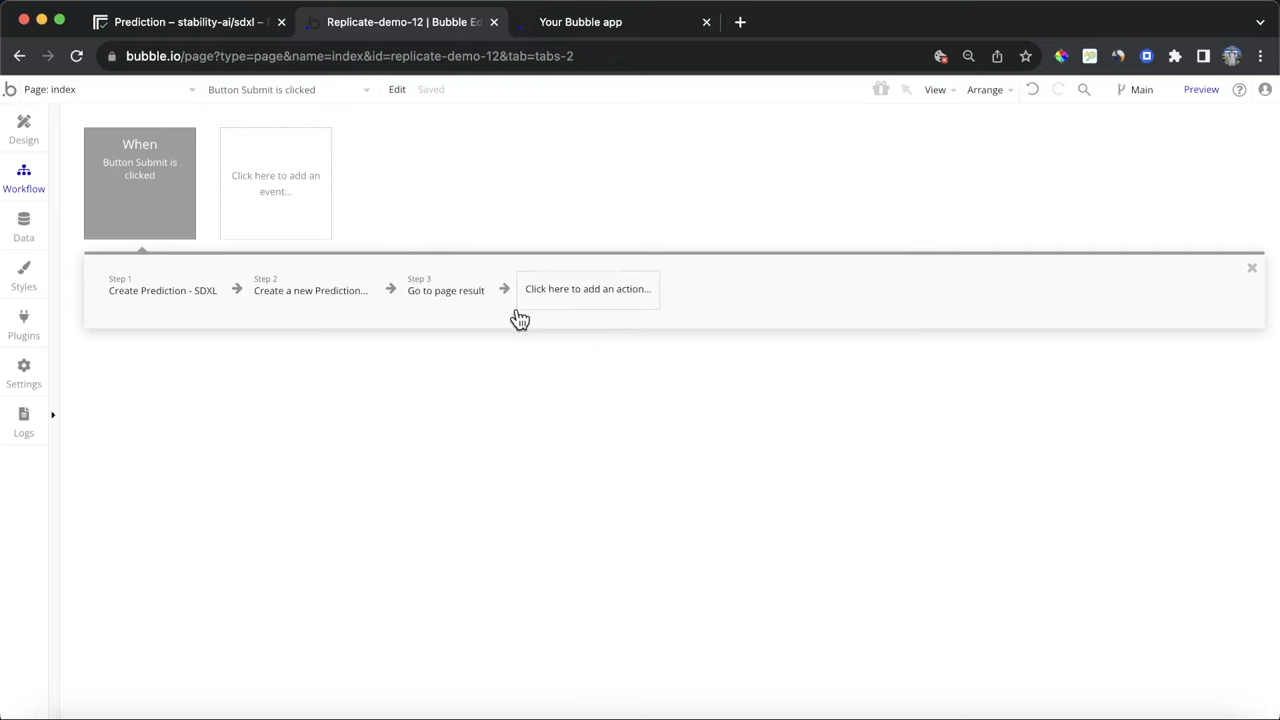 Prediction – stability-ai/sdxl –
Replicate-demo-12 | Bubble Ed
Your Bubble app
bubble.io/page?type=page&name=index&id=replicate-demo-12&tab=tabs-2
Page: index
Button Submit is clicked
Edit
Saved
View
Arrange
Main
Preview
Design
Workflow
Data
Styles
Plugins
Settings
Logs
When
Button Submit is
clicked
Click here to add an
event...
Step 1
Create Prediction - SDXL
Step 2
Create a new Prediction...
Step 3
Go to page result
Click here to add an action...